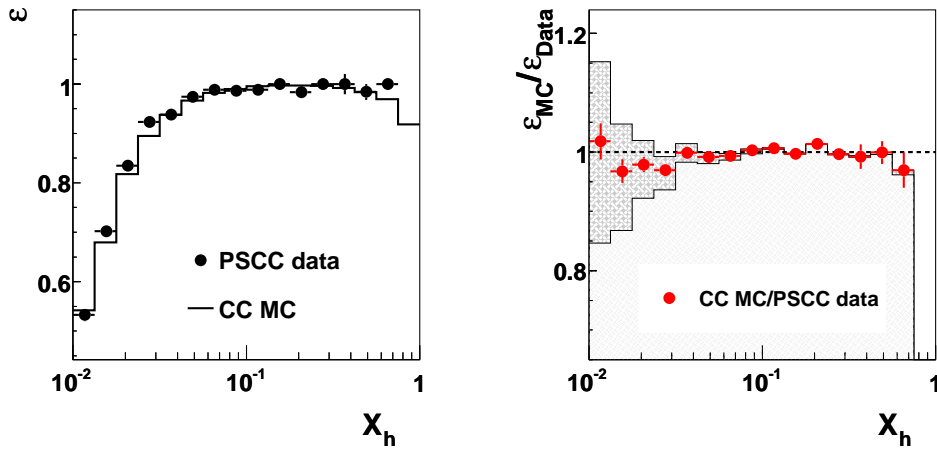 ε
1
0.8
0.6
PSCC data
CC MC
10⁻² 10⁻¹ 1
X_h
ε_MC/ε_Data
1.2
1
0.8
CC MC/PSCC data
10⁻² 10⁻¹ 1
X_h